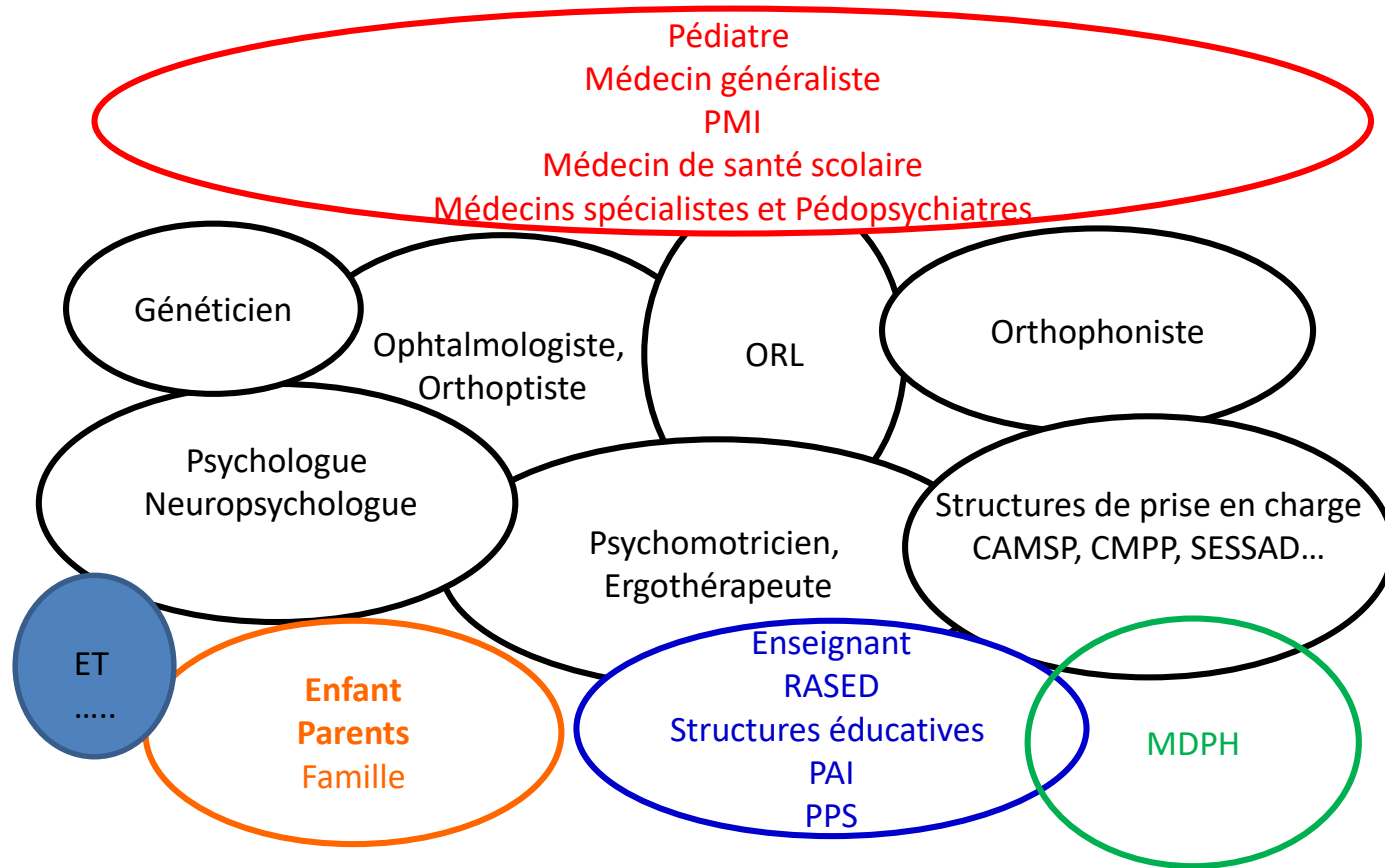 Pédiatre
Médecin généraliste
PMI
Médecin de santé scolaire
Médecins spécialistes et Pédopsychiatres
Généticien
Ophtalmologiste,
Orthoptiste
ORL
Orthophoniste
Psychologue
Neuropsychologue
Psychomotricien,
Ergothérapeute
Structures de prise en charge
CAMSP, CMPP, SESSAD…
ET
…..
Enfant
Parents
Famille
Enseignant
RASED
Structures éducatives
PAI
PPS
MDPH